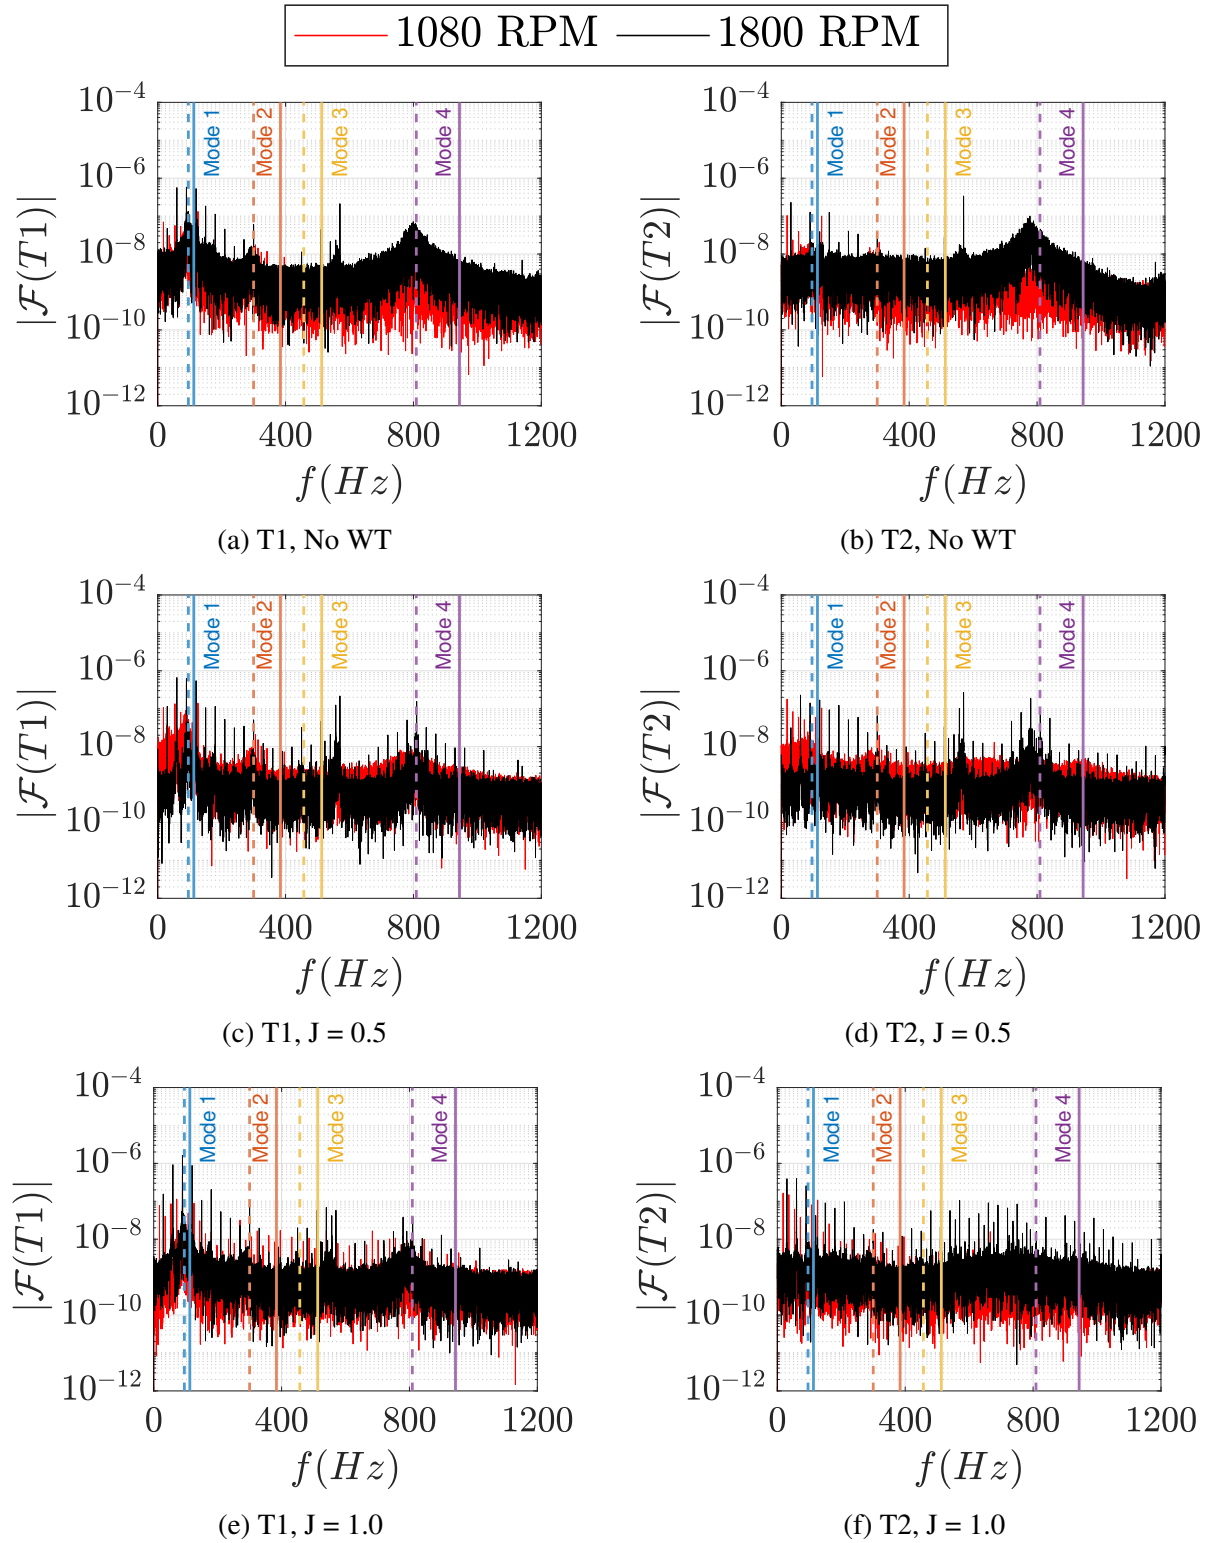 1080 RPM 1800 RPM
10⁻⁴
10⁻⁶
10⁻⁸
10⁻¹⁰
10⁻¹²
|ℱ(T1)|
Mode 1
Mode 2
Mode 3
Mode 4
0 400 800 1200
f(Hz)
(a) T1, No WT
10⁻⁴
10⁻⁶
10⁻⁸
10⁻¹⁰
10⁻¹²
|ℱ(T2)|
Mode 1
Mode 2
Mode 3
Mode 4
0 400 800 1200
f(Hz)
(b) T2, No WT
10⁻⁴
10⁻⁶
10⁻⁸
10⁻¹⁰
10⁻¹²
|ℱ(T1)|
Mode 1
Mode 2
Mode 3
Mode 4
0 400 800 1200
f(Hz)
(c) T1, J = 0.5
10⁻⁴
10⁻⁶
10⁻⁸
10⁻¹⁰
10⁻¹²
|ℱ(T2)|
Mode 1
Mode 2
Mode 3
Mode 4
0 400 800 1200
f(Hz)
(d) T2, J = 0.5
10⁻⁴
10⁻⁶
10⁻⁸
10⁻¹⁰
10⁻¹²
|ℱ(T1)|
Mode 1
Mode 2
Mode 3
Mode 4
0 400 800 1200
f(Hz)
(e) T1, J = 1.0
10⁻⁴
10⁻⁶
10⁻⁸
10⁻¹⁰
10⁻¹²
|ℱ(T2)|
Mode 1
Mode 2
Mode 3
Mode 4
0 400 800 1200
f(Hz)
(f) T2, J = 1.0